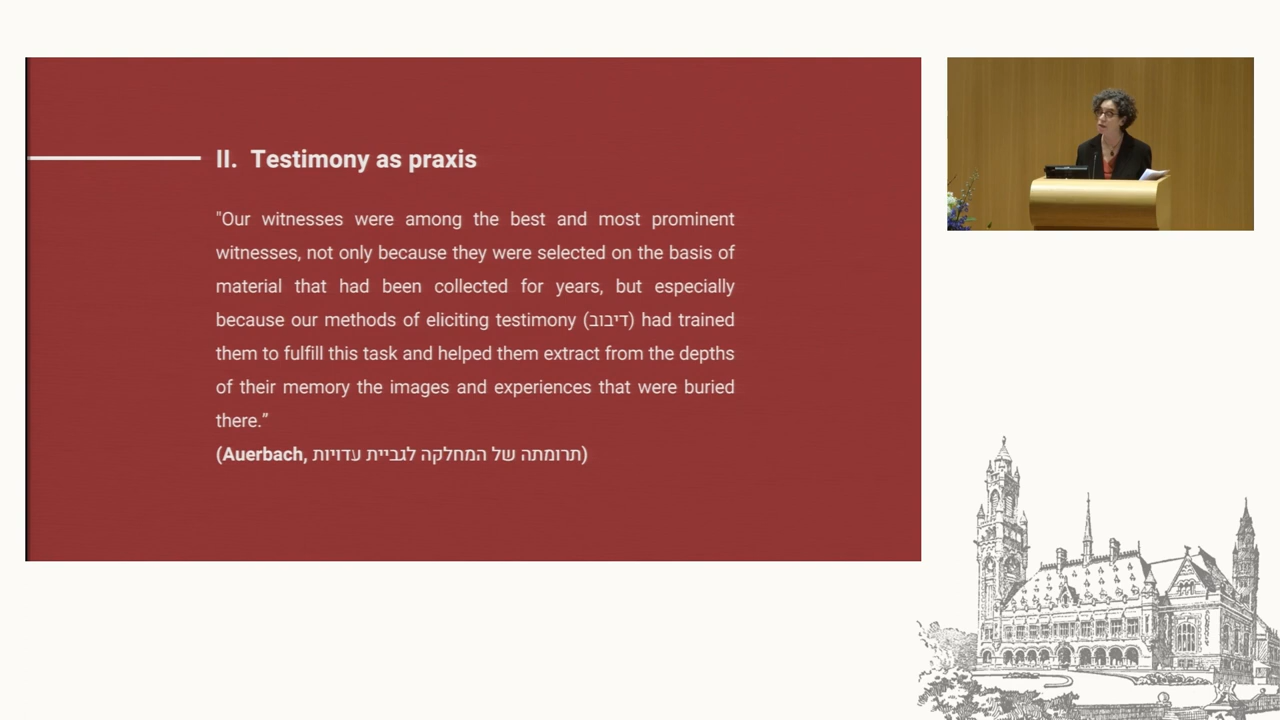 II. Testimony as praxis
"Our witnesses were among the best and most prominent
witnesses, not only because they were selected on the basis of
material that had been collected for years, but especially
because our methods of eliciting testimony (דיבוב) had trained
them to fulfill this task and helped them extract from the depths
of their memory the images and experiences that were buried
there.”
(Auerbach, תרומתה של המחלקה לגביית עדויות)